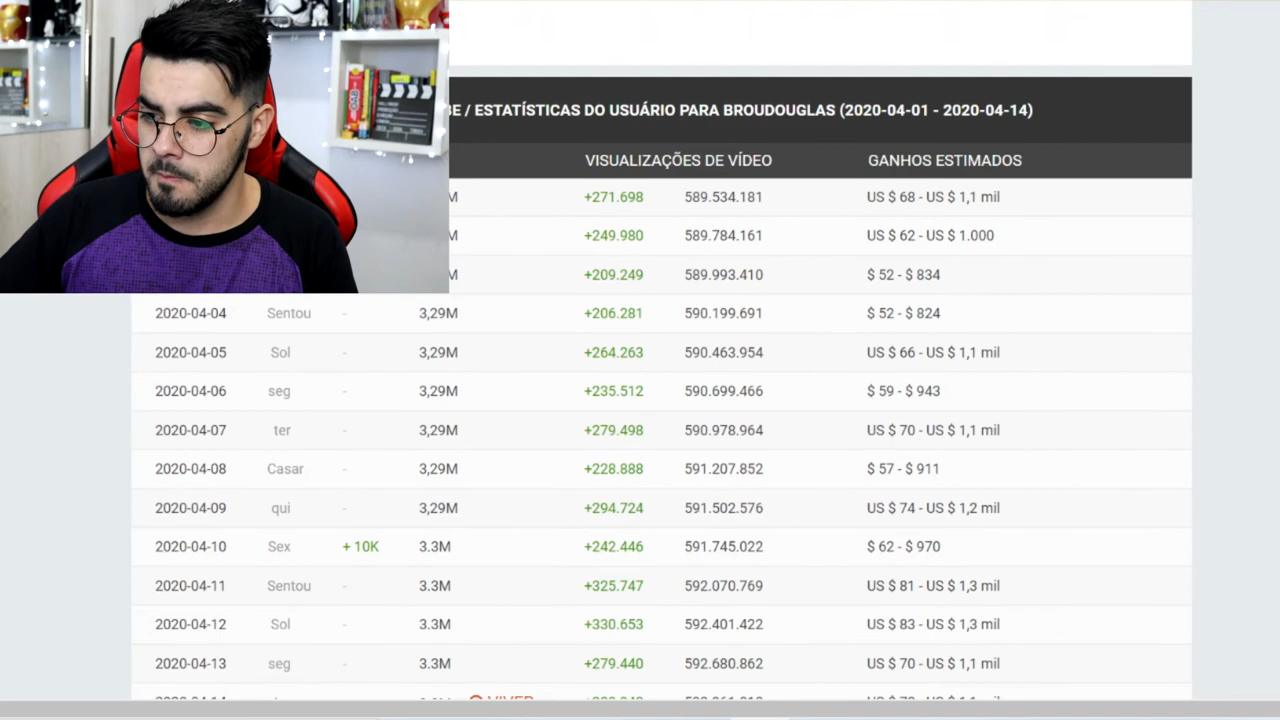 BE / ESTATÍSTICAS DO USUÁRIO PARA BROUDOUGLAS (2020-04-01 - 2020-04-14)
VISUALIZAÇÕES DE VÍDEO GANHOS ESTIMADOS
M +271.698 589.534.181 US $ 68 - US $ 1,1 mil
M +249.980 589.784.161 US $ 62 - US $ 1.000
M +209.249 589.993.410 $ 52 - $ 834
2020-04-04 Sentou - 3,29M +206.281 590.199.691 $ 52 - $ 824
2020-04-05 Sol - 3,29M +264.263 590.463.954 US $ 66 - US $ 1,1 mil
2020-04-06 seg - 3,29M +235.512 590.699.466 $ 59 - $ 943
2020-04-07 ter - 3,29M +279.498 590.978.964 US $ 70 - US $ 1,1 mil
2020-04-08 Casar - 3,29M +228.888 591.207.852 $ 57 - $ 911
2020-04-09 qui - 3,29M +294.724 591.502.576 US $ 74 - US $ 1,2 mil
2020-04-10 Sex + 10K 3.3M +242.446 591.745.022 $ 62 - $ 970
2020-04-11 Sentou - 3.3M +325.747 592.070.769 US $ 81 - US $ 1,3 mil
2020-04-12 Sol - 3.3M +330.653 592.401.422 US $ 83 - US $ 1,3 mil
2020-04-13 seg - 3.3M +279.440 592.680.862 US $ 70 - US $ 1,1 mil
VIVER